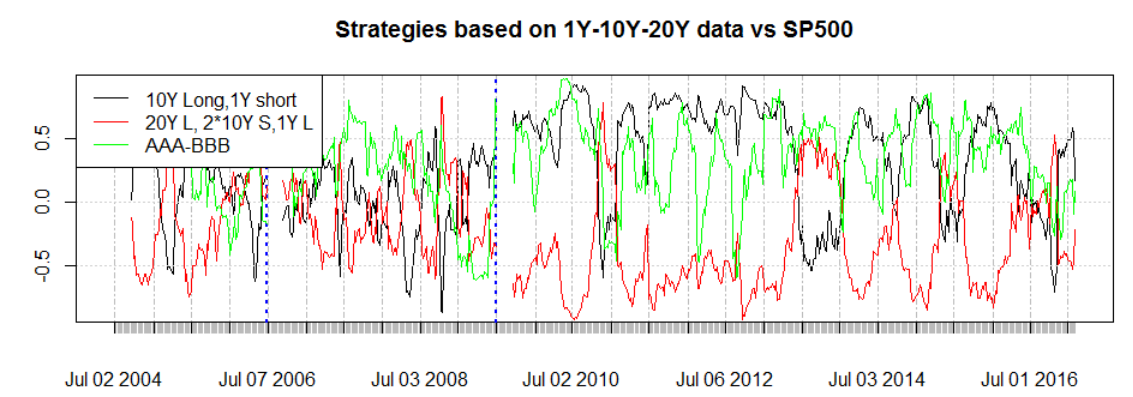 Strategies based on 1Y-10Y-20Y data vs SP500
10Y Long,1Y short
20Y L, 2*10Y S,1Y L
AAA-BBB
0.5
0.0
-0.5
Jul 02 2004 Jul 07 2006 Jul 03 2008 Jul 02 2010 Jul 06 2012 Jul 03 2014 Jul 01 2016